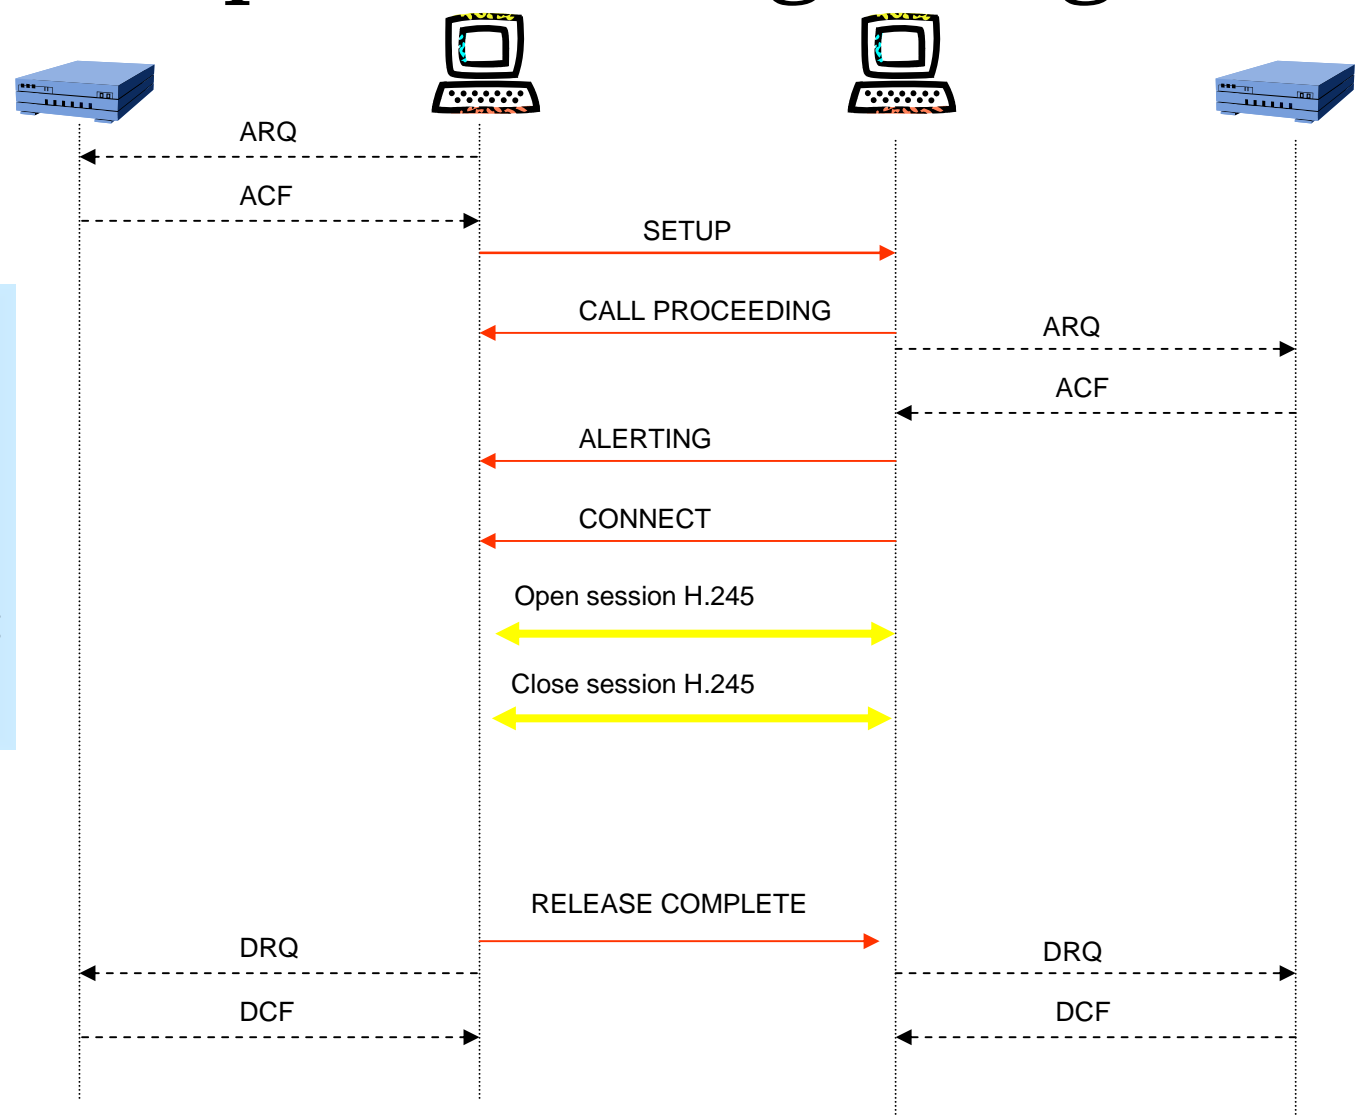 ARQ
ACF
SETUP
CALL PROCEEDING
ARQ
ACF
ALERTING
CONNECT
Open session H.245
Close session H.245
RELEASE COMPLETE
DRQ
DRQ
DCF
DCF